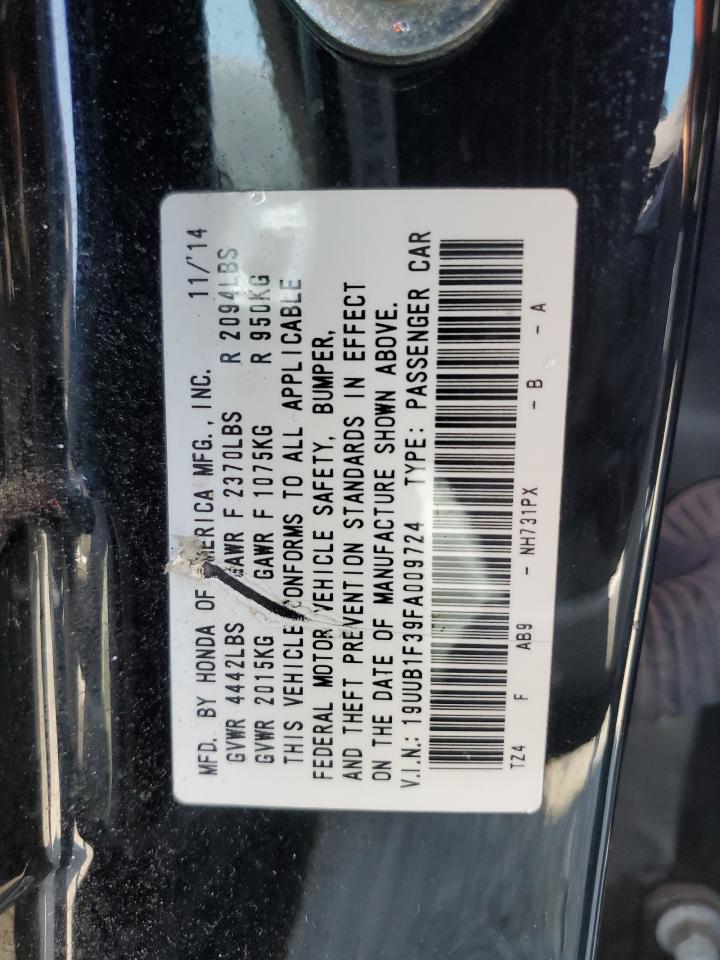 MFD. BY HONDA OF AMERICA MFG., INC. 11/'14
GVWR 4442LBS GAWR F 2370LBS R 2094LBS
GVWR 2015KG GAWR F 1075KG R 950KG
THIS VEHICLE CONFORMS TO ALL APPLICABLE
FEDERAL MOTOR VEHICLE SAFETY, BUMPER,
AND THEFT PREVENTION STANDARDS IN EFFECT
ON THE DATE OF MANUFACTURE SHOWN ABOVE.
V.I.N.: 19UUB1F39FA009724 TYPE: PASSENGER CAR
TZ4 F AB9 - NH731PX - B - A